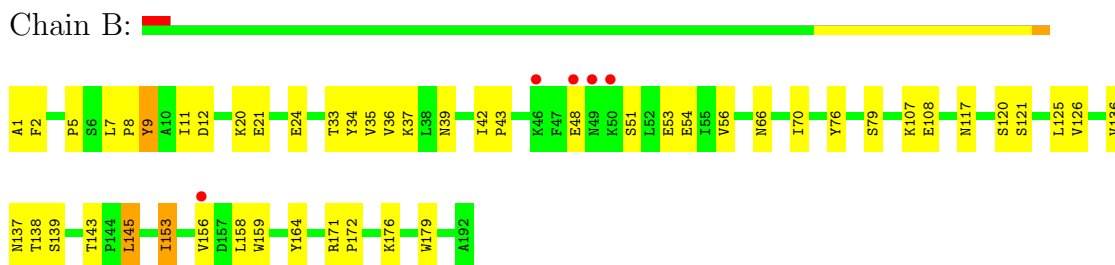 Chain B:
A1 F2 P5 S6 L7 P8 Y9 A10 I11 D12 K20 E21 E24 T33 Y34 V35 V36 K37 L38 N39 I42 P43 K46 F47 E48 N49 K50 S51 L52 E53 E54 I55 V56 N66 I70 Y76 S79 K107 E108 N117 S120 S121 L125 V126 V136
N137 T138 S139 T143 P144 L145 I153 V156 D157 L158 W159 Y164 R171 P172 K176 W179 A192